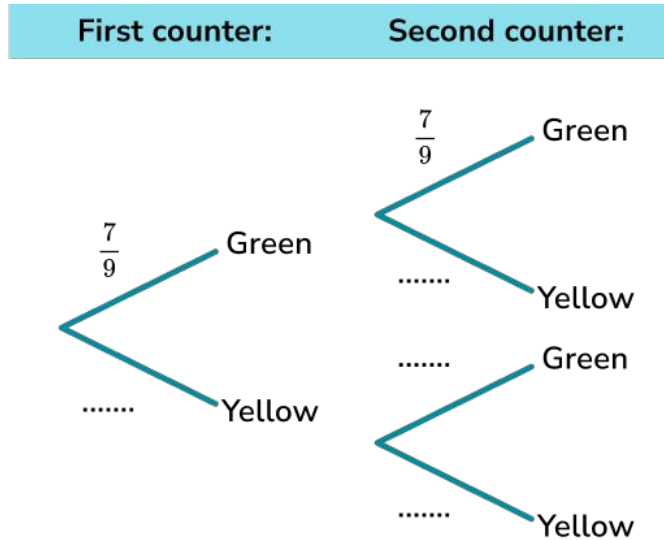 First counter: Second counter:
7/9 Green
....... Yellow
7/9 Green
....... Yellow
....... Green
....... Yellow